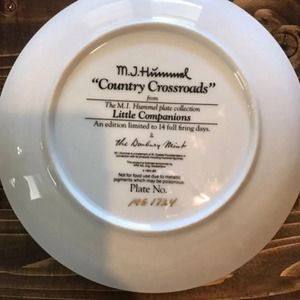 M.J. Hummel
"Country Crossroads"
from
The M.I. Hummel plate collection
Little Companions
An edition limited to 14 full firing days.
&
The Danbury Mint
Not for food use due to metallic
pigments which may be poisonous.
Plate No.